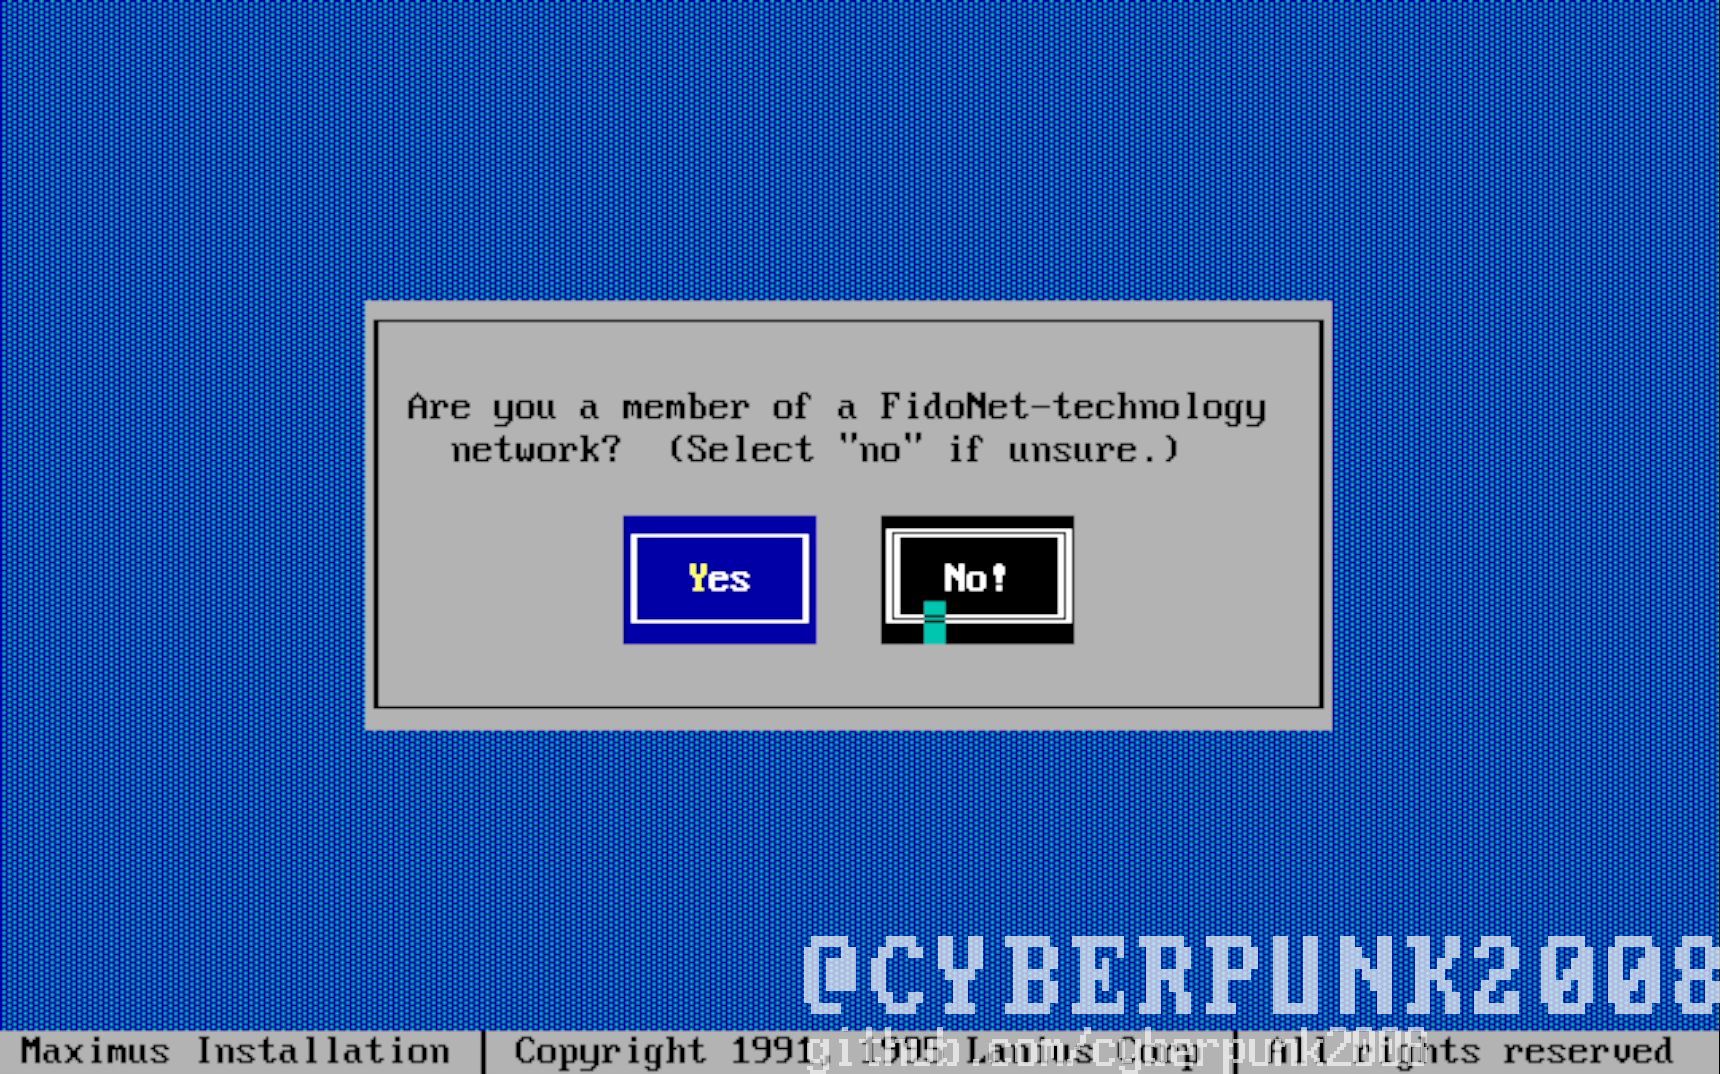 Are you a member of a FidoNet-technology
network?  (Select "no" if unsure.)
Yes
No!
@CYBERPUNK2008
github.com/cyberpunk2008
Maximus Installation | Copyright 1991, 1995 Lanius Corp | All rights reserved